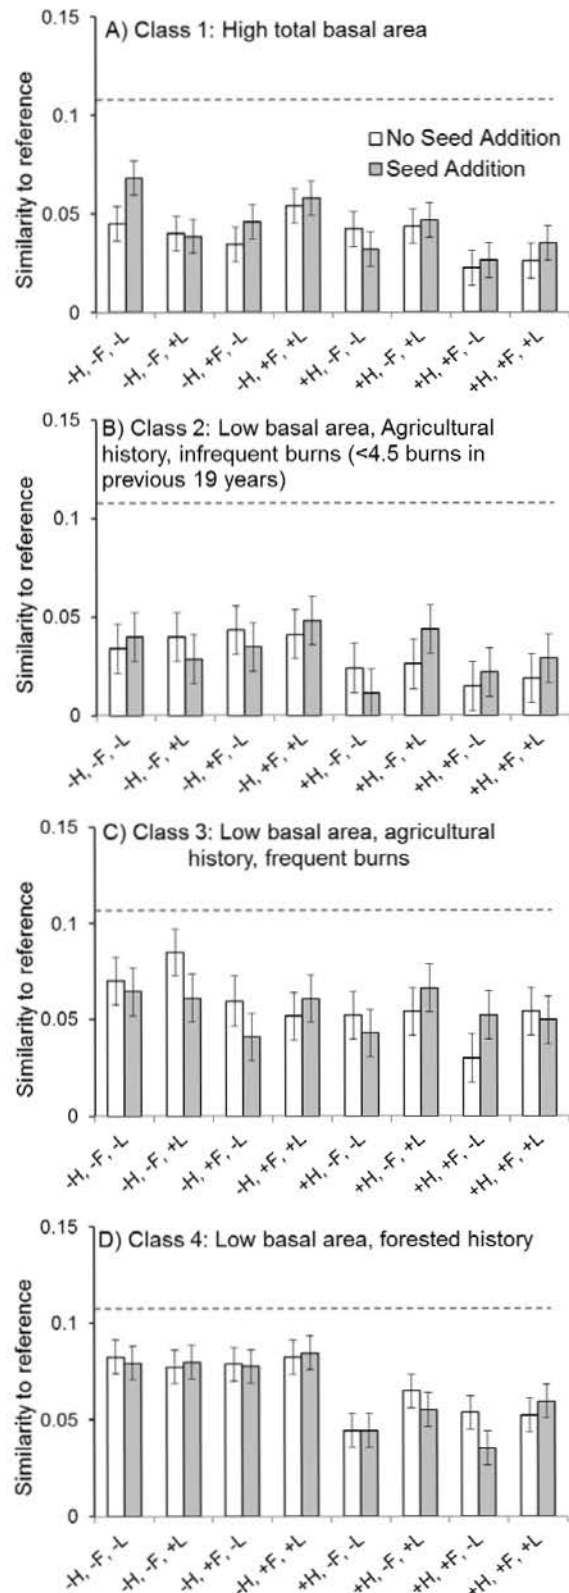 A) Class 1: High total basal area
Similarity to reference
0.15
0.1
0.05
0
No Seed Addition
Seed Addition
-H, -F, -L
-H, -F, +L
-H, +F, -L
-H, +F, +L
+H, -F, -L
+H, -F, +L
+H, +F, -L
+H, +F, +L
B) Class 2: Low basal area, Agricultural
history, infrequent burns (<4.5 burns in
previous 19 years)
Similarity to reference
0.15
0.1
0.05
0
-H, -F, -L
-H, -F, +L
-H, +F, -L
-H, +F, +L
+H, -F, -L
+H, -F, +L
+H, +F, -L
+H, +F, +L
C) Class 3: Low basal area, agricultural
history, frequent burns
Similarity to reference
0.15
0.1
0.05
0
-H, -F, -L
-H, -F, +L
-H, +F, -L
-H, +F, +L
+H, -F, -L
+H, -F, +L
+H, +F, -L
+H, +F, +L
D) Class 4: Low basal area, forested history
Similarity to reference
0.15
0.1
0.05
0
-H, -F, -L
-H, -F, +L
-H, +F, -L
-H, +F, +L
+H, -F, -L
+H, -F, +L
+H, +F, -L
+H, +F, +L